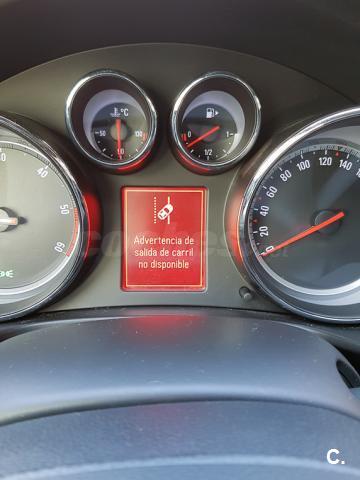 °C
50 130
0 1/2 1
40
50
60
0 20 40 60 80 100 120 140
Advertencia de
salida de carril
no disponible
C.